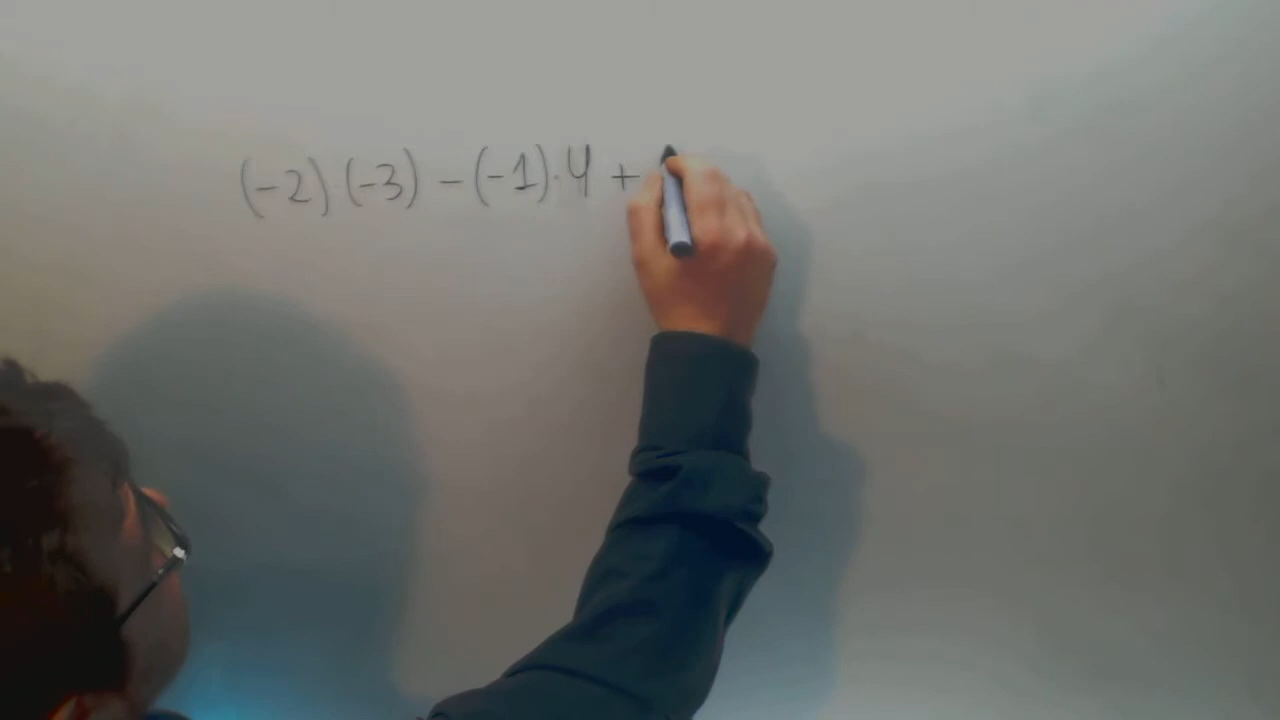 (-2)(-3) - (-1)·4 +